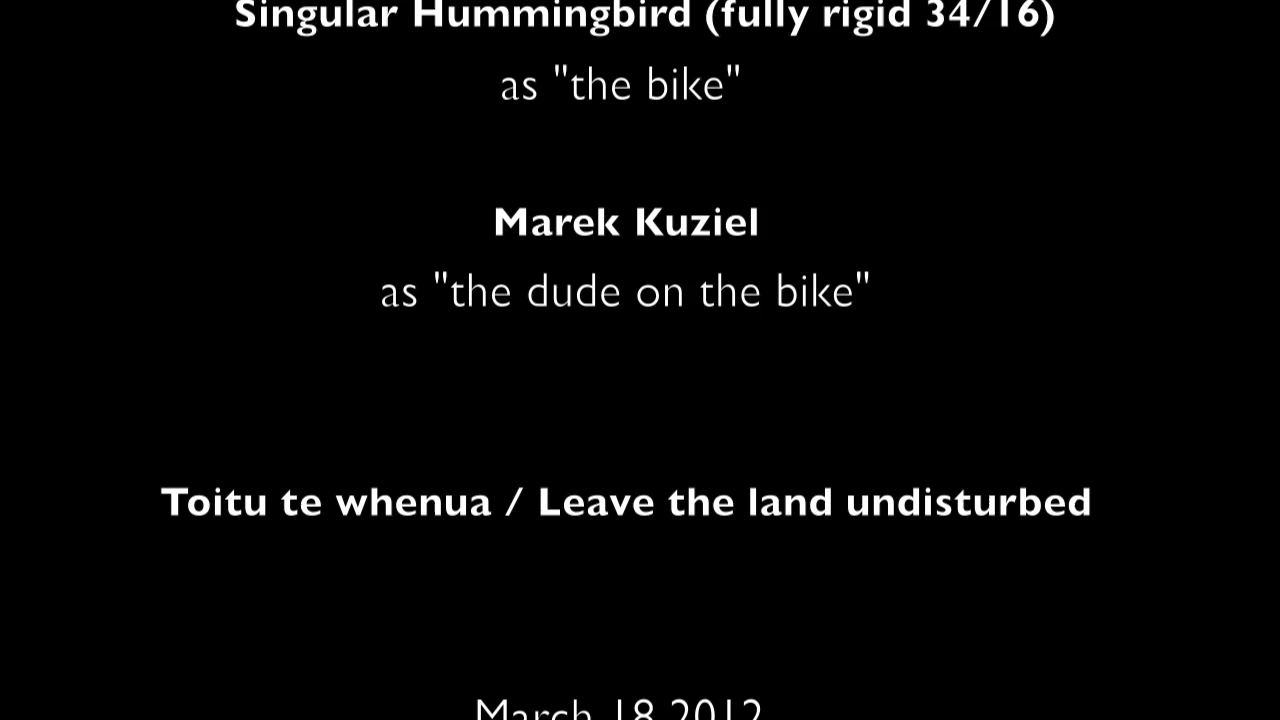 Singular Hummingbird (fully rigid 34/16)
as "the bike"
Marek Kuziel
as "the dude on the bike"
Toitu te whenua / Leave the land undisturbed
March 18 2012